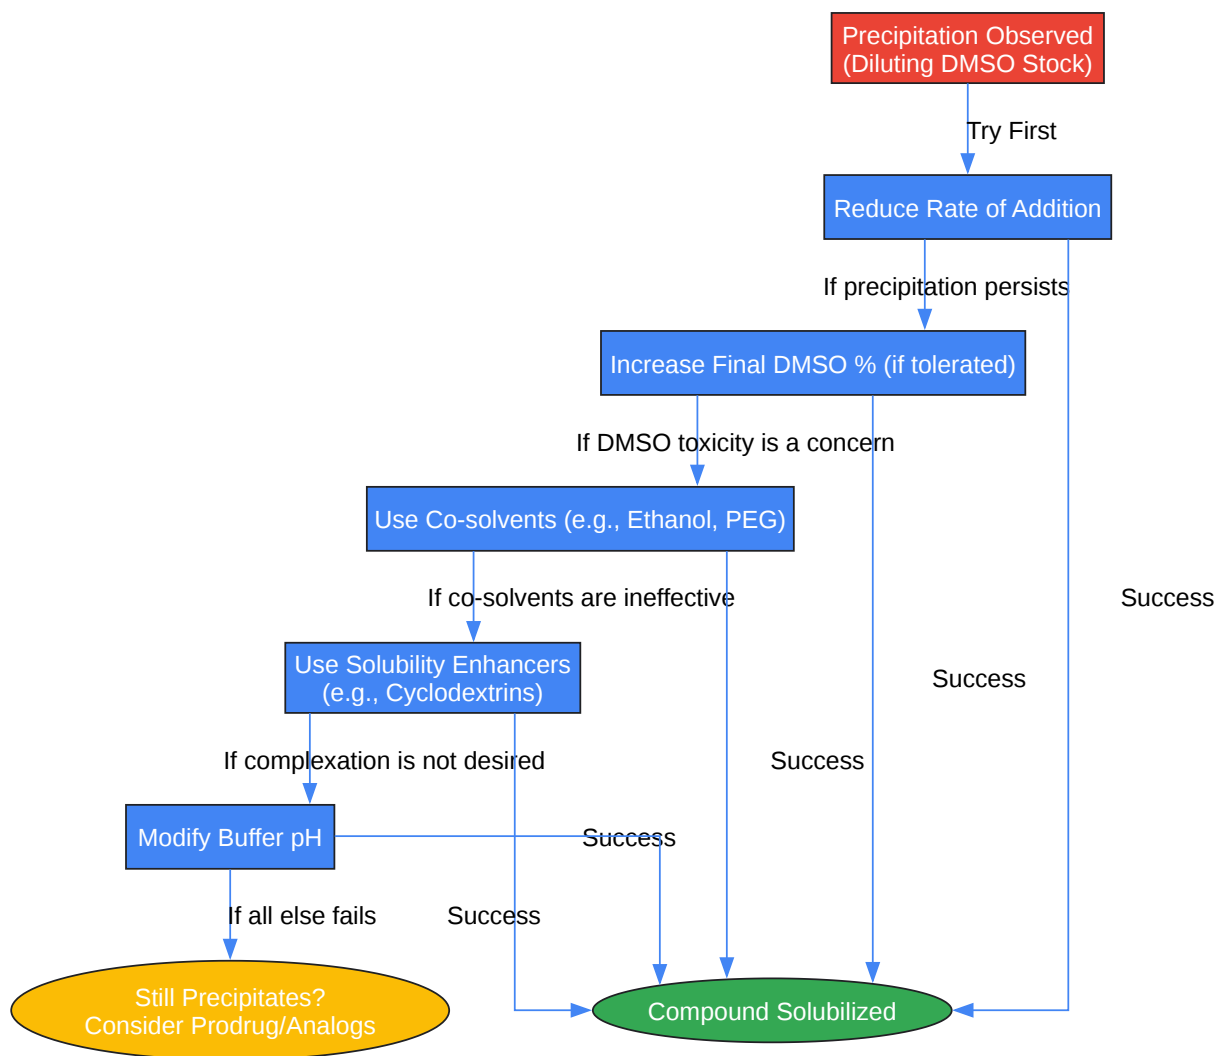 Precipitation Observed
(Diluting DMSO Stock)
Try First
Reduce Rate of Addition
If precipitation persists
Increase Final DMSO % (if tolerated)
If DMSO toxicity is a concern
Use Co-solvents (e.g., Ethanol, PEG)
If co-solvents are ineffective
Success
Use Solubility Enhancers
(e.g., Cyclodextrins)
Success
If complexation is not desired
Success
Modify Buffer pH
Success
If all else fails
Success
Still Precipitates?
Consider Prodrug/Analogs
Compound Solubilized